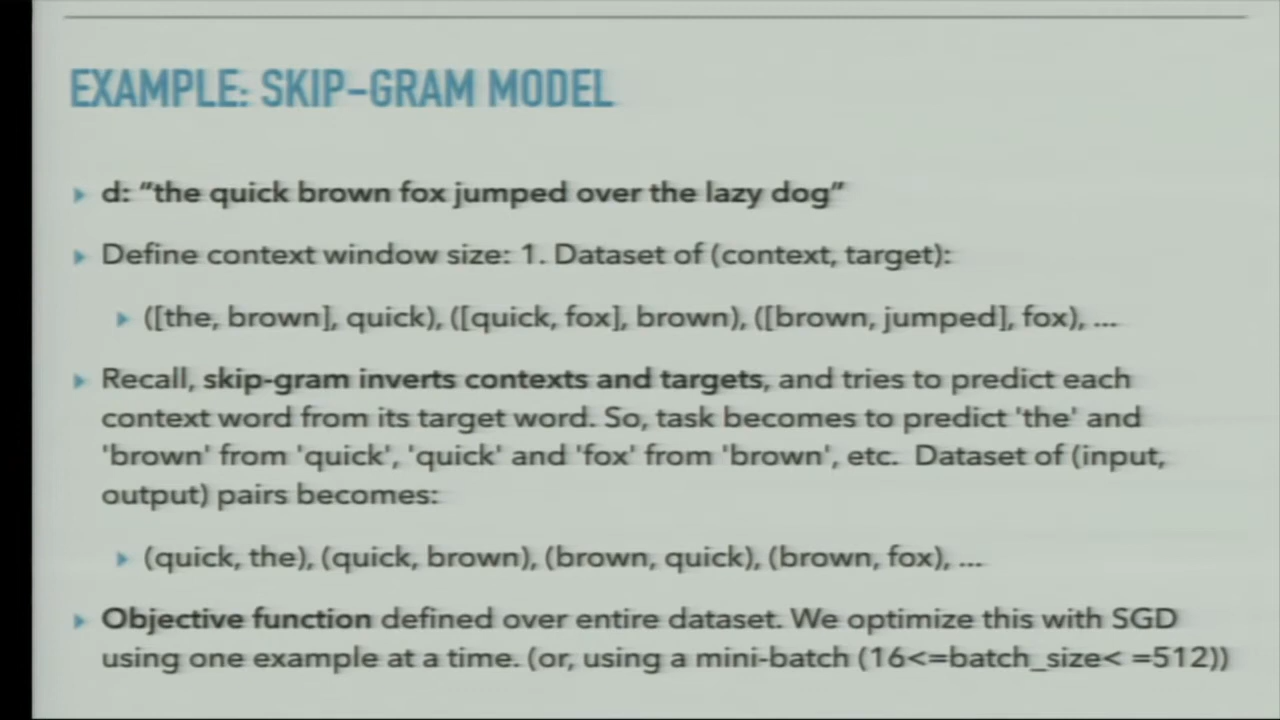 EXAMPLE: SKIP-GRAM MODEL
d: "the quick brown fox jumped over the lazy dog"
Define context window size: 1. Dataset of (context, target):
([the, brown], quick), ([quick, fox], brown), ([brown, jumped], fox), ...
Recall, skip-gram inverts contexts and targets, and tries to predict each
context word from its target word. So, task becomes to predict 'the' and
'brown' from 'quick', 'quick' and 'fox' from 'brown', etc. Dataset of (input,
output) pairs becomes:
(quick, the), (quick, brown), (brown, quick), (brown, fox), ...
Objective function defined over entire dataset. We optimize this with SGD
using one example at a time. (or, using a mini-batch (16<=batch_size< =512))